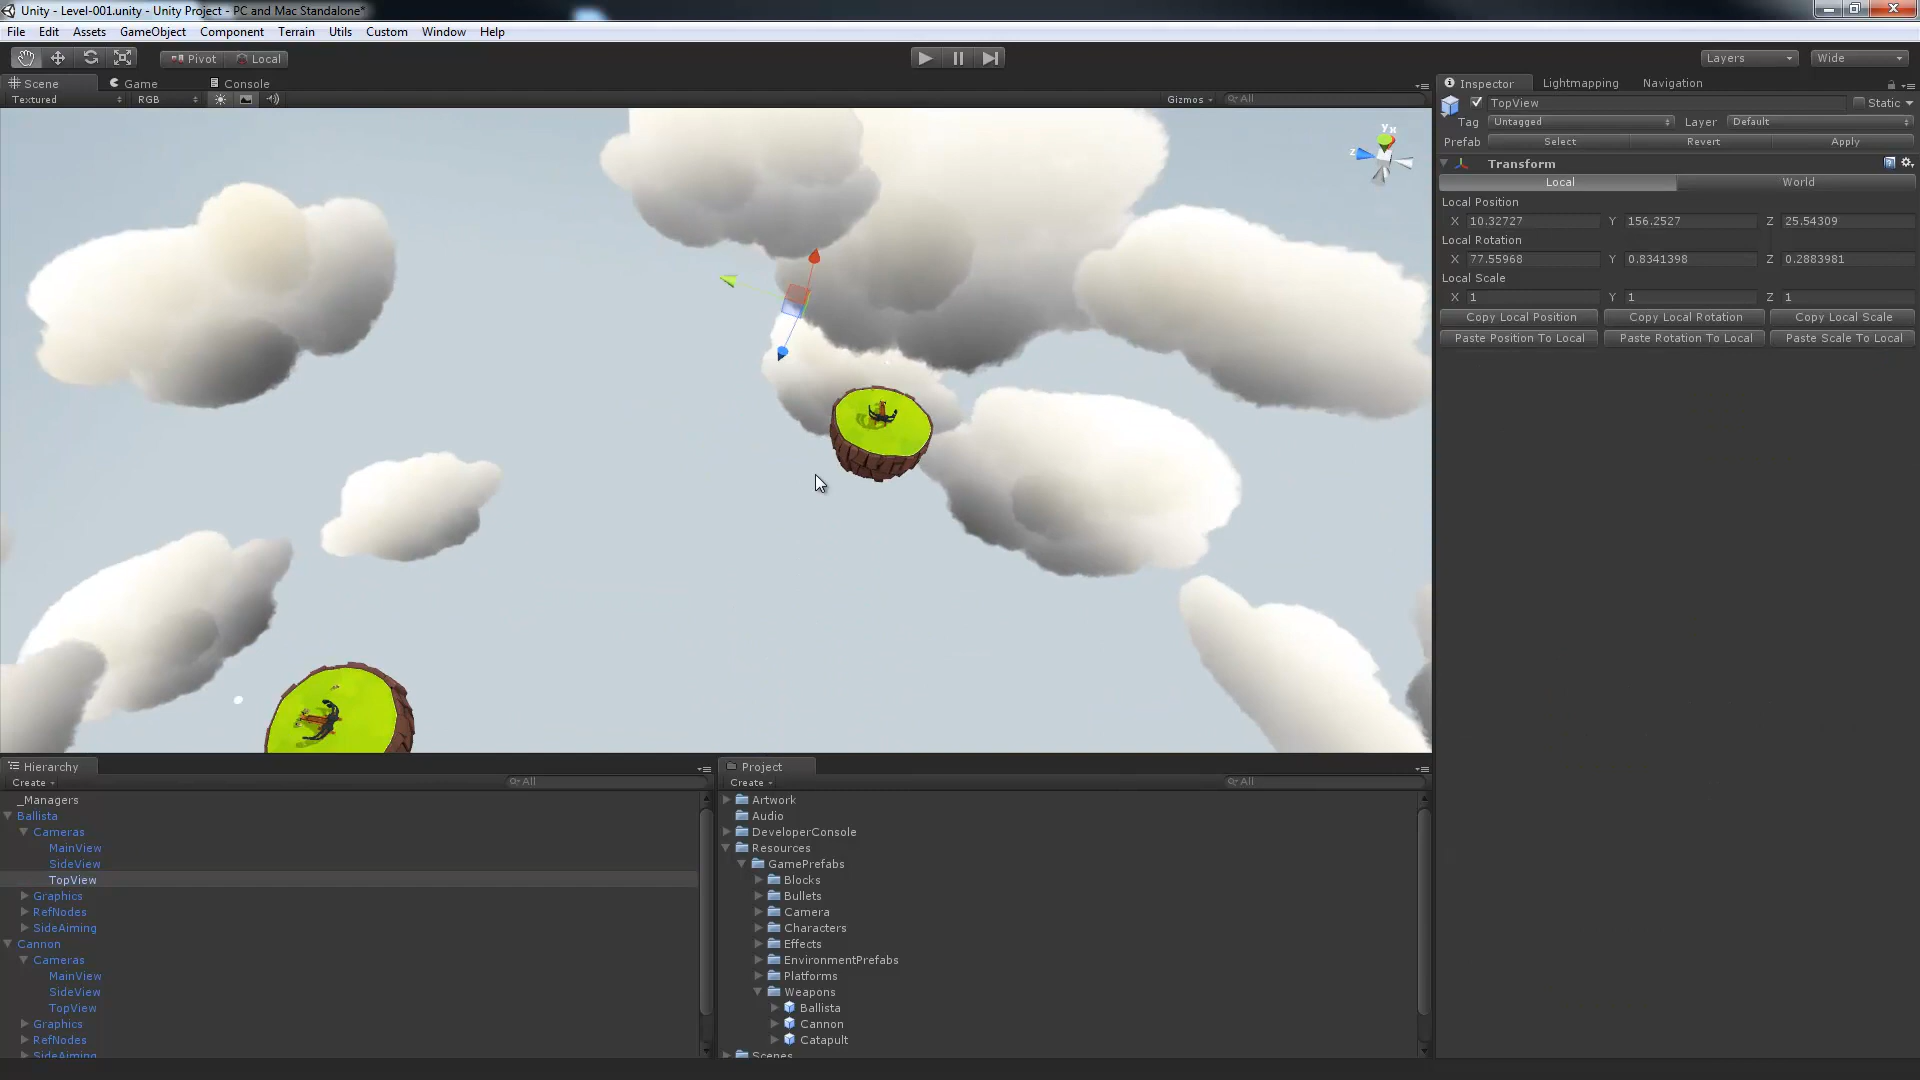 Unity - Level-001.unity - Unity Project - PC and Mac Standalone*
File Edit Assets GameObject Component Terrain Utils Custom Window Help
Pivot Local Layers Wide
Scene Game Console
Textured RGB Gizmos All
Inspector Lightmapping Navigation
TopView Static
Tag Untagged Layer Default
Prefab Select Revert Apply
Transform
Local World
Local Position
X 10.32727 Y 156.2527 Z 25.54309
Local Rotation
X 77.55968 Y 0.8341398 Z 0.2883981
Local Scale
X 1 Y 1 Z 1
Copy Local Position Copy Local Rotation Copy Local Scale
Paste Position To Local Paste Rotation To Local Paste Scale To Local
y x
z
Hierarchy
Create All
_Managers
Ballista
Cameras
MainView
SideView
TopView
Graphics
RefNodes
SideAiming
Cannon
Cameras
MainView
SideView
TopView
Graphics
RefNodes
SideAiming
Project
Create All
Artwork
Audio
DeveloperConsole
Resources
GamePrefabs
Blocks
Bullets
Camera
Characters
Effects
EnvironmentPrefabs
Platforms
Weapons
Ballista
Cannon
Catapult
Scenes